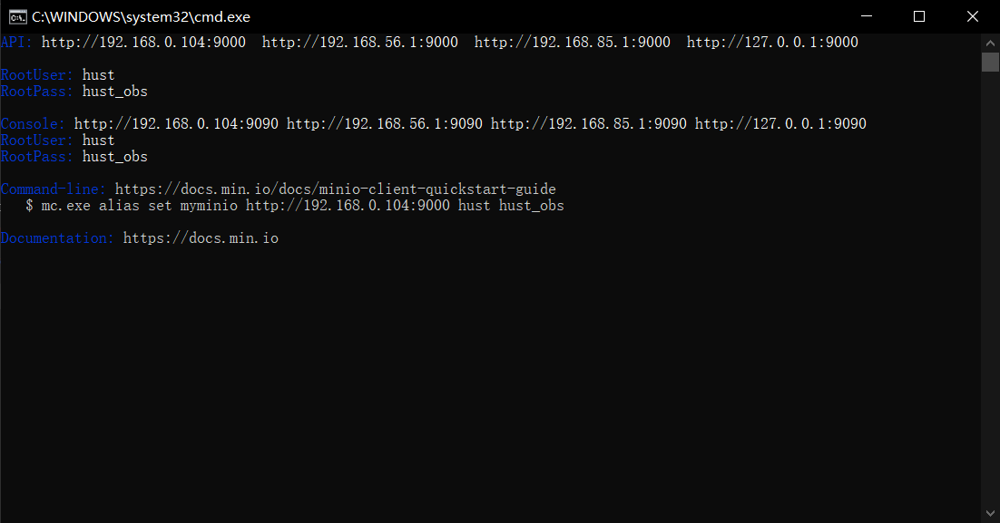 C:\WINDOWS\system32\cmd.exe
API: http://192.168.0.104:9000  http://192.168.56.1:9000  http://192.168.85.1:9000  http://127.0.0.1:9000
RootUser: hust
RootPass: hust_obs
Console: http://192.168.0.104:9090 http://192.168.56.1:9090 http://192.168.85.1:9090 http://127.0.0.1:9090
RootUser: hust
RootPass: hust_obs
Command-line: https://docs.min.io/docs/minio-client-quickstart-guide
$ mc.exe alias set myminio http://192.168.0.104:9000 hust hust_obs
Documentation: https://docs.min.io